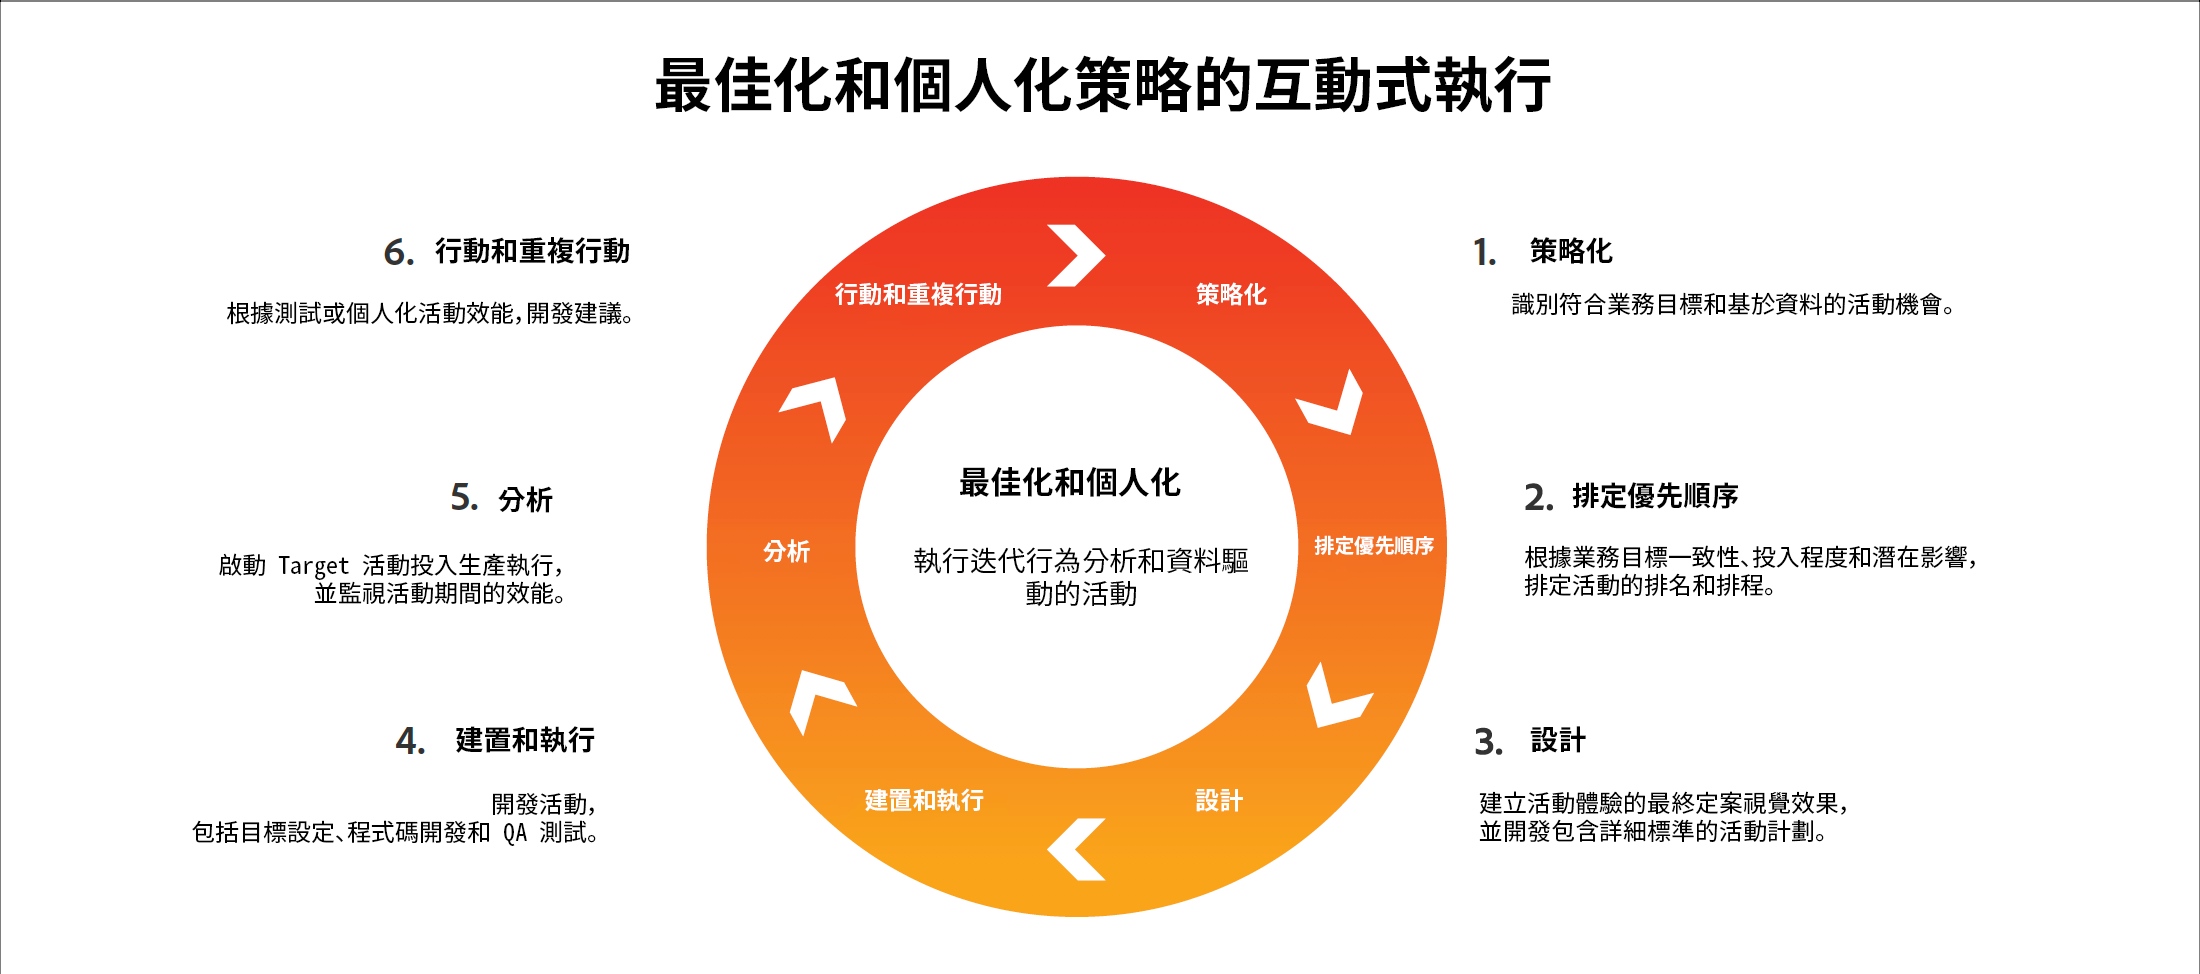 最佳化和個人化策略的互動式執行
1. 策略化
識別符合業務目標和基於資料的活動機會。
2. 排定優先順序
根據業務目標一致性、投入程度和潛在影響，
排定活動的排名和排程。
3. 設計
建立活動體驗的最終定案視覺效果，
並開發包含詳細標準的活動計劃。
4. 建置和執行
開發活動，
包括目標設定、程式碼開發和 QA 測試。
5. 分析
啟動 Target 活動投入生產執行，
並監視活動期間的效能。
6. 行動和重複行動
根據測試或個人化活動效能，開發建議。
行動和重複行動
策略化
排定優先順序
設計
建置和執行
分析
最佳化和個人化
執行迭代行為分析和資料驅
動的活動